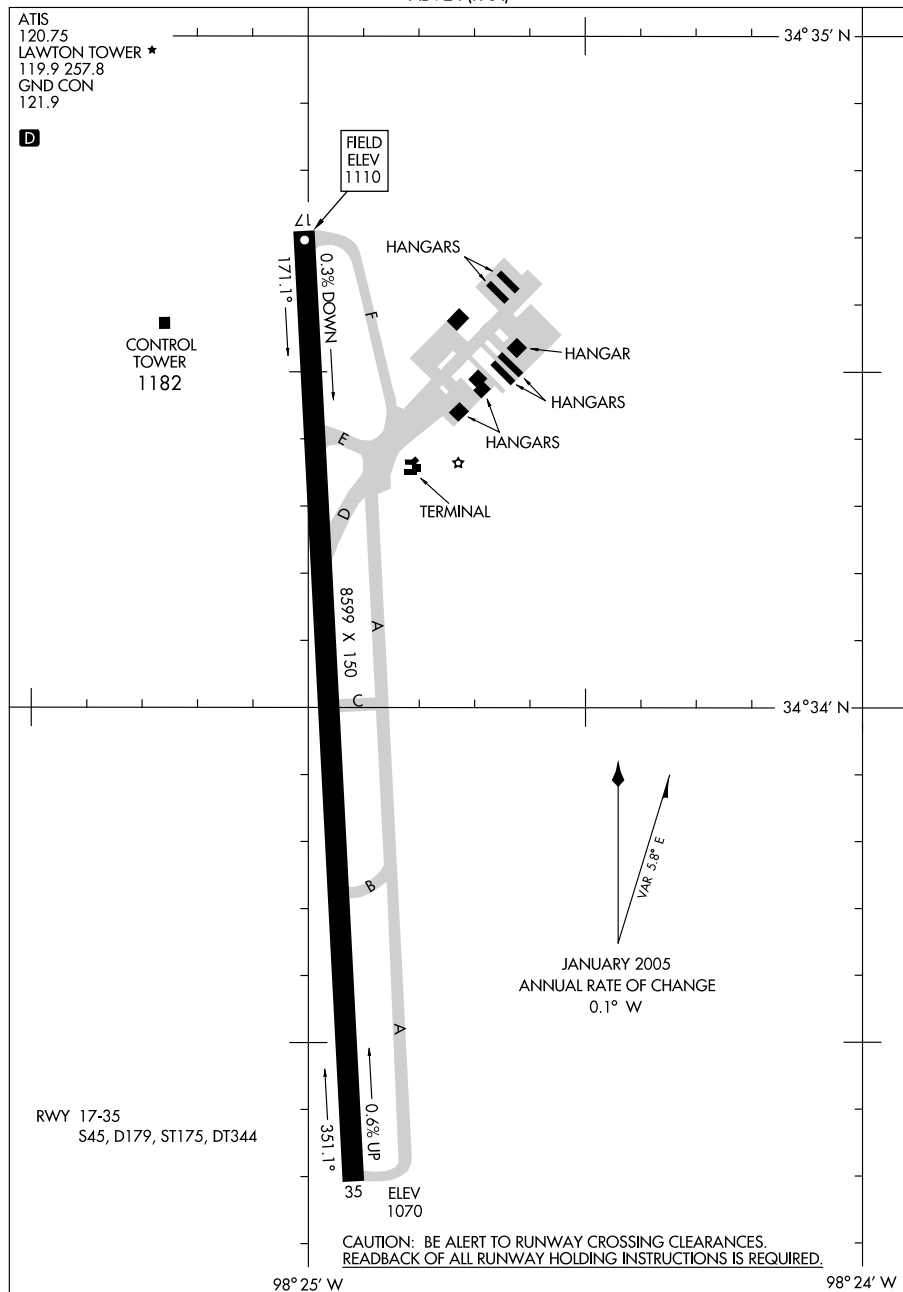 ATIS
120.75
LAWTON TOWER ★
119.9 257.8
GND CON
121.9
D
34°35' N
FIELD
ELEV
1110
17
171.1°
0.3% DOWN
HANGARS
F
CONTROL
TOWER
1182
HANGAR
HANGARS
HANGARS
E
TERMINAL
D
8599 X 150
A
C
34°34' N
VAR 5.8° E
B
JANUARY 2005
ANNUAL RATE OF CHANGE
0.1° W
A
RWY 17-35
S45, D179, ST175, DT344
351.1°
0.6% UP
35
ELEV
1070
CAUTION: BE ALERT TO RUNWAY CROSSING CLEARANCES.
READBACK OF ALL RUNWAY HOLDING INSTRUCTIONS IS REQUIRED.
98°25' W
98°24' W